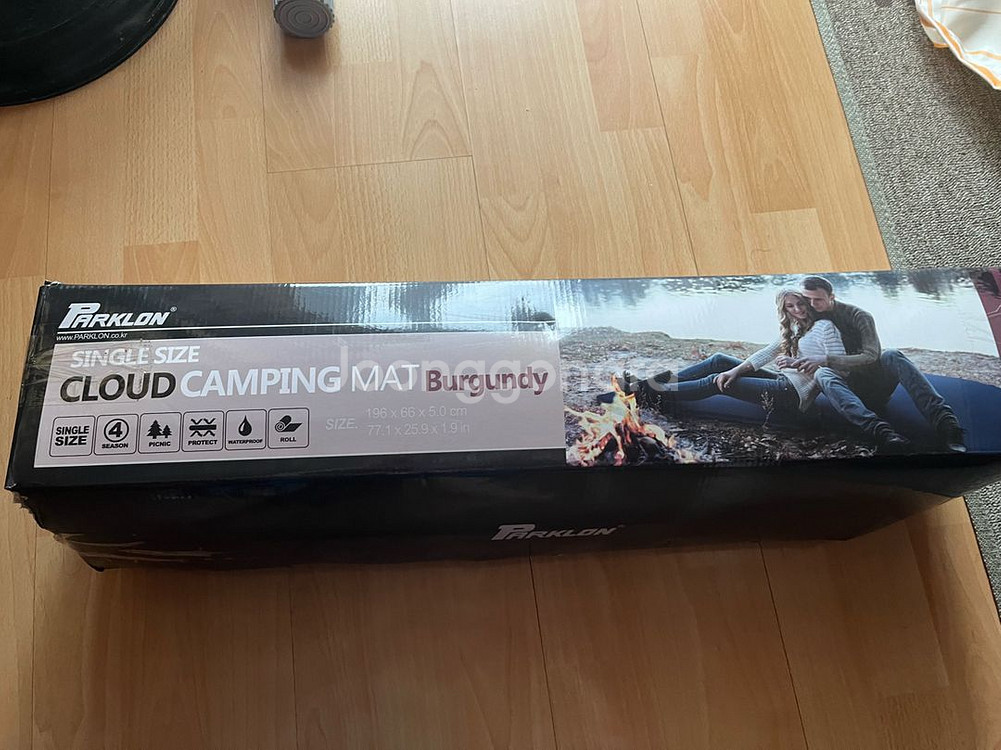 PARKLON®
www.PARKLON.co.kr
SINGLE SIZE
CLOUD CAMPING MAT Burgundy
SINGLE SIZE
4 SEASON
PICNIC
PROTECT
WATERPROOF
ROLL
SIZE. 196 x 66 x 5.0 cm
77.1 x 25.9 x 1.9 in
Joonggonara
PARKLON®